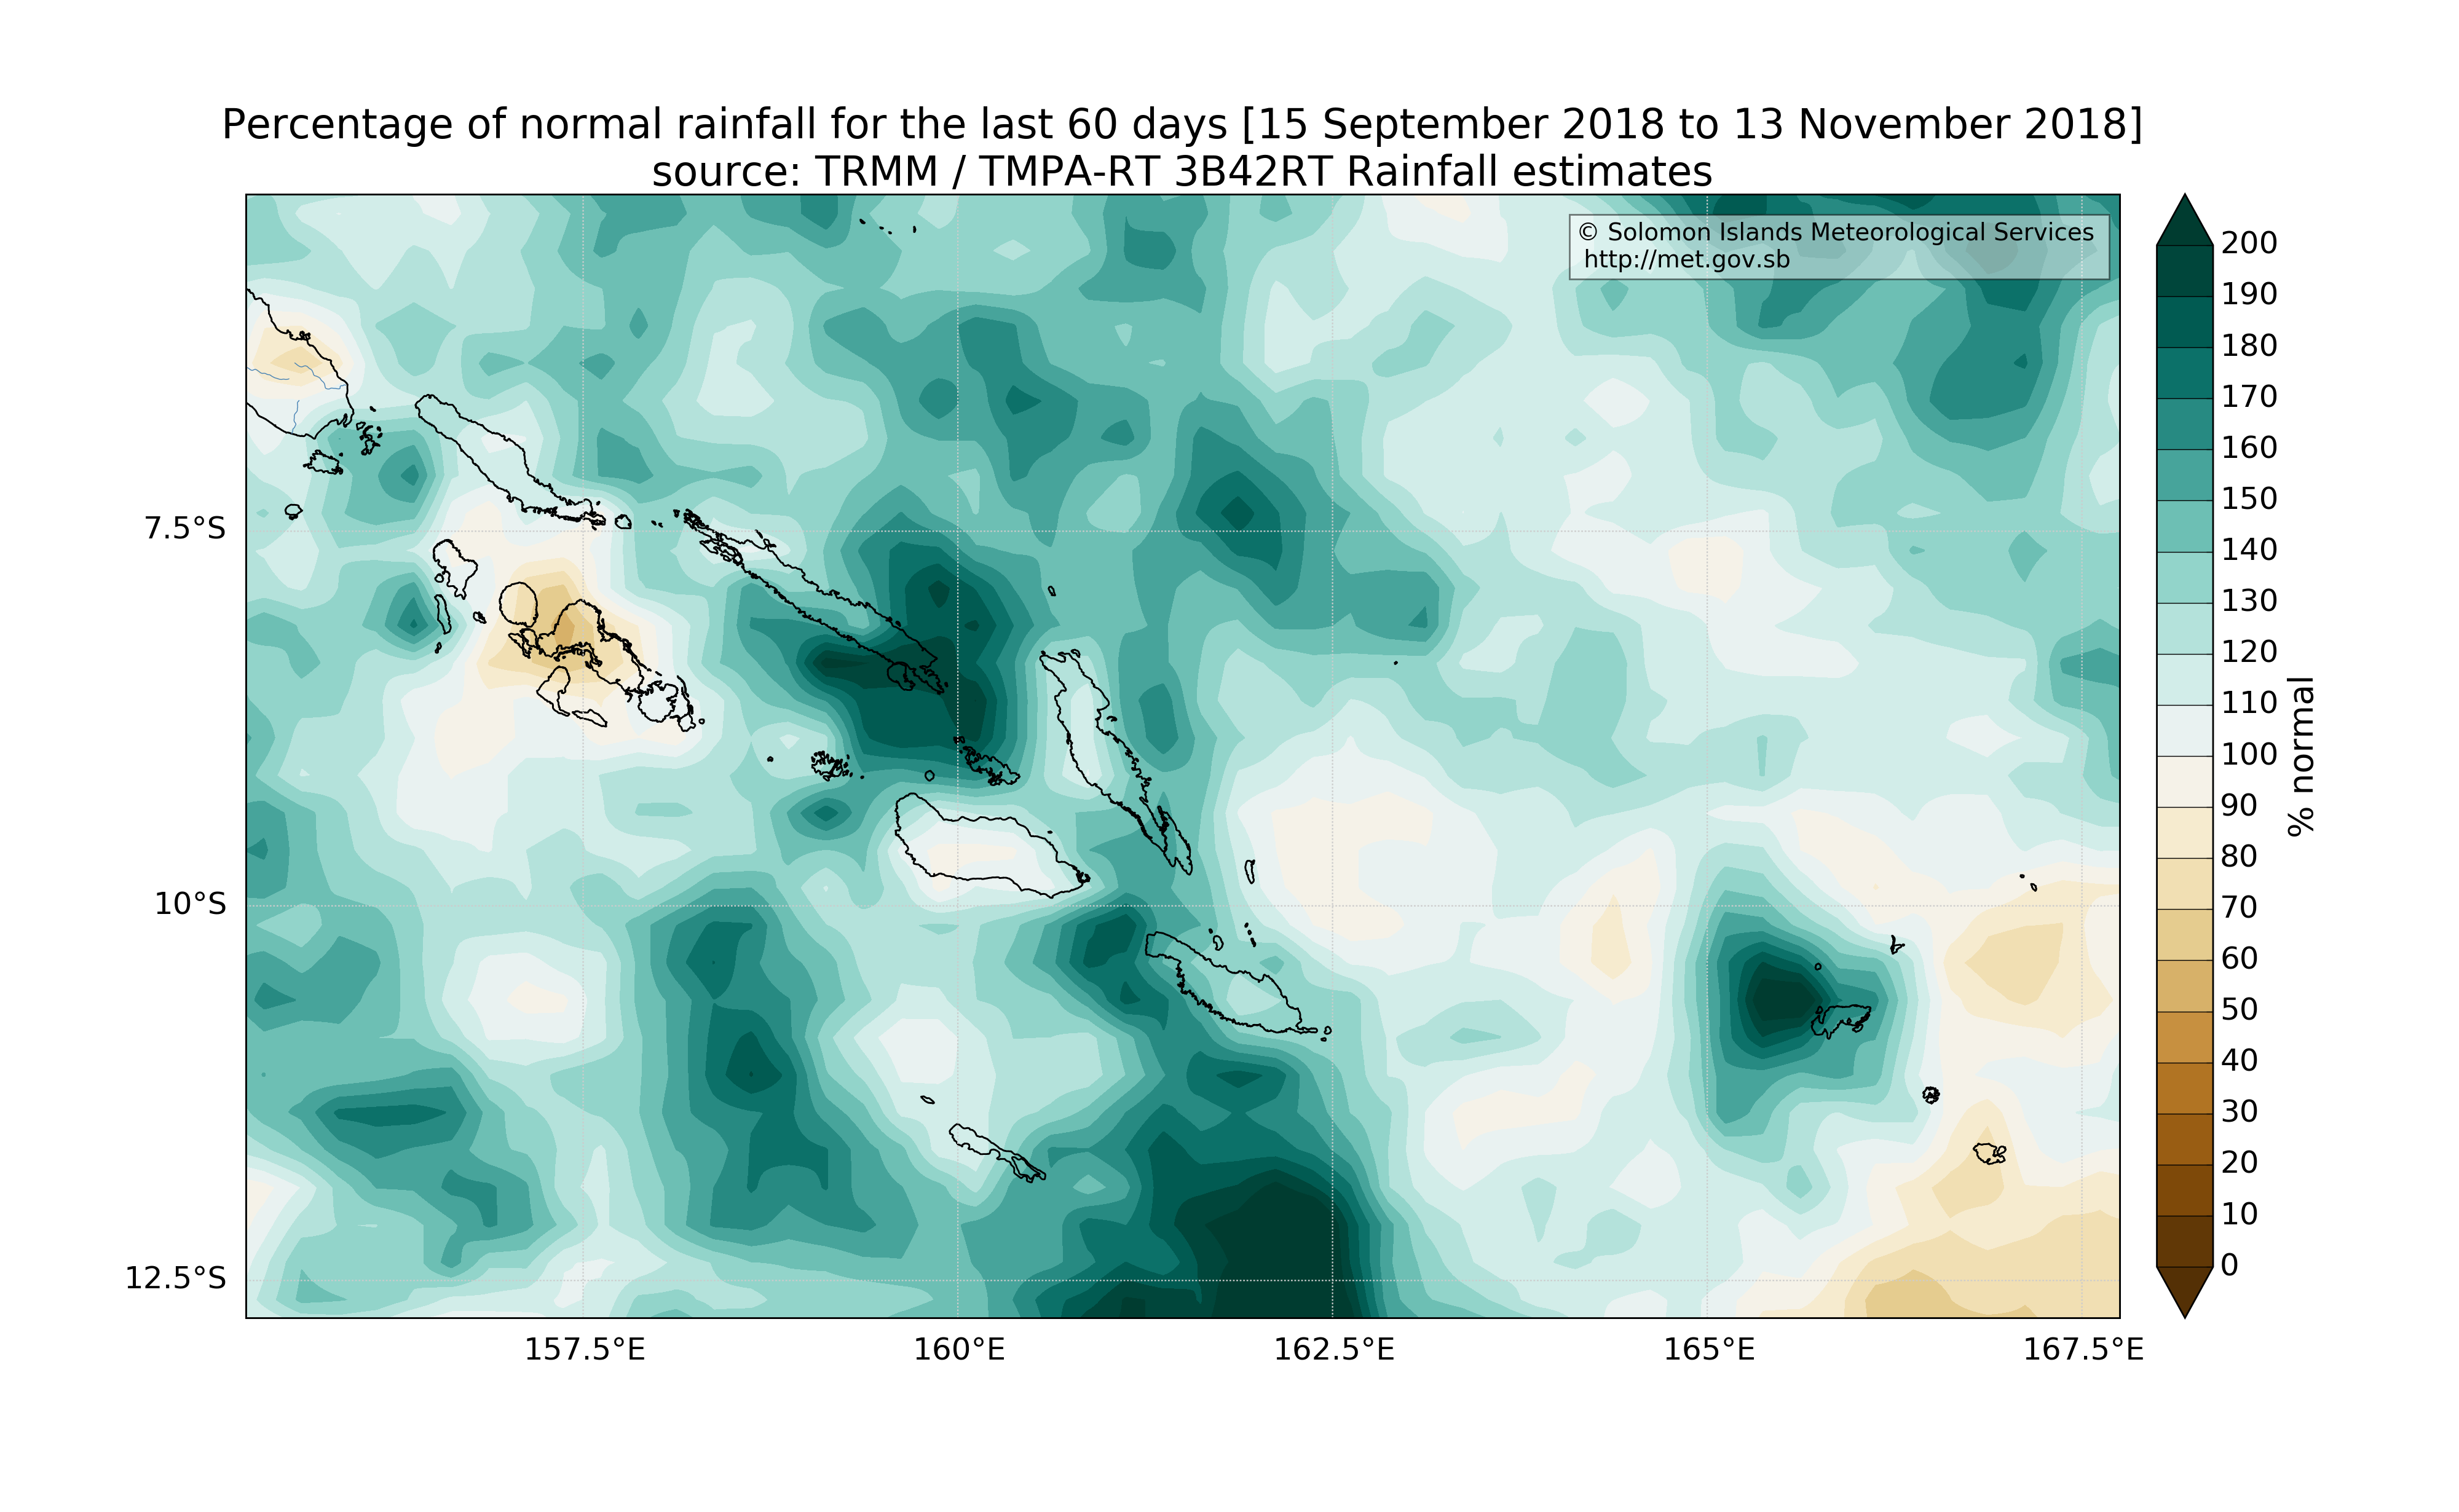 Percentage of normal rainfall for the last 60 days [15 September 2018 to 13 November 2018]
source: TRMM / TMPA-RT 3B42RT Rainfall estimates
© Solomon Islands Meteorological Services
http://met.gov.sb
7.5°S
10°S
12.5°S
157.5°E
160°E
162.5°E
165°E
167.5°E
200
190
180
170
160
150
140
130
120
110
100
90
80
70
60
50
40
30
20
10
0
% normal